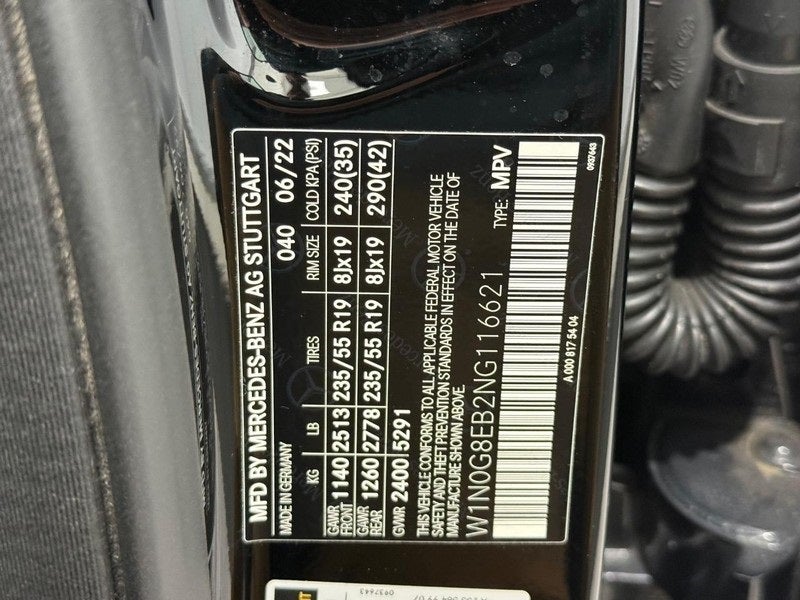 MFD BY MERCEDES-BENZ AG STUTTGART
MADE IN GERMANY 040 06/22
KG LB TIRES RIM SIZE COLD KPA(PSI)
GAWR FRONT 1140 2513 235/55 R19 8Jx19 240(35)
GAWR REAR 1260 2778 235/55 R19 8Jx19 290(42)
GVWR 2400 5291
THIS VEHICLE CONFORMS TO ALL APPLICABLE FEDERAL MOTOR VEHICLE
SAFETY AND THEFT PREVENTION STANDARDS IN EFFECT ON THE DATE OF
MANUFACTURE SHOWN ABOVE.
W1N0G8EB2NG116621 TYPE: MPV
A 000 817 54 04 0937643
0937643